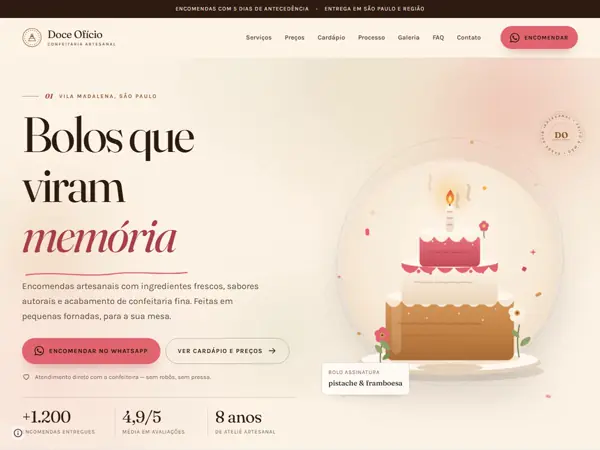 ENCOMENDAS COM 5 DIAS DE ANTECEDÊNCIA · ENTREGA EM SÃO PAULO E REGIÃO
Doce Ofício
CONFEITARIA ARTESANAL
Serviços Preços Cardápio Processo Galeria FAQ Contato
ENCOMENDAR
01 VILA MADALENA, SÃO PAULO
Bolos que
viram
memória
DO
Encomendas artesanais com ingredientes frescos, sabores
autorais e acabamento de confeitaria fina. Feitas em
pequenas fornadas, para a sua mesa.
ENCOMENDAR NO WHATSAPP
VER CARDÁPIO E PREÇOS →
Atendimento direto com a confeiteira — sem robôs, sem pressa.
BOLO ASSINATURA
pistache & framboesa
+1.200 4,9/5 8 anos
NCOMENDAS ENTREGUES MÉDIA EM AVALIAÇÕES DE ATELIÊ ARTESANAL